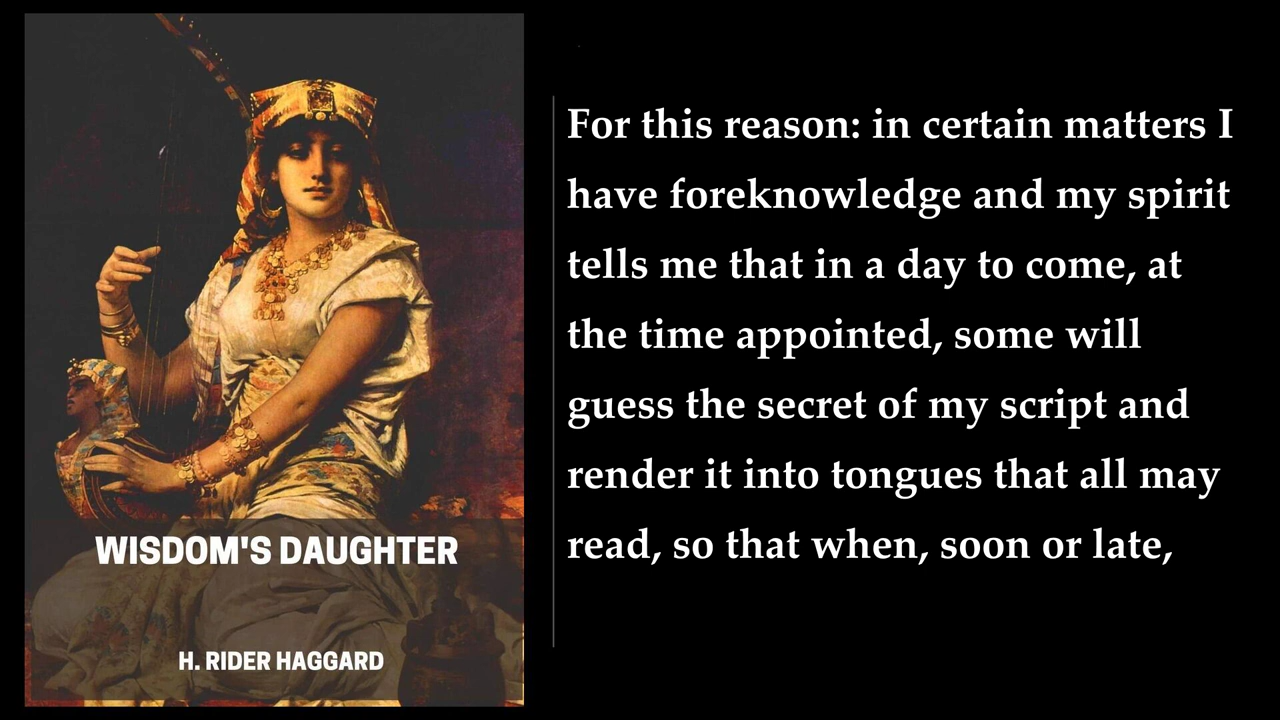 WISDOM'S DAUGHTER
H. RIDER HAGGARD
For this reason: in certain matters I
have foreknowledge and my spirit
tells me that in a day to come, at
the time appointed, some will
guess the secret of my script and
render it into tongues that all may
read, so that when, soon or late,